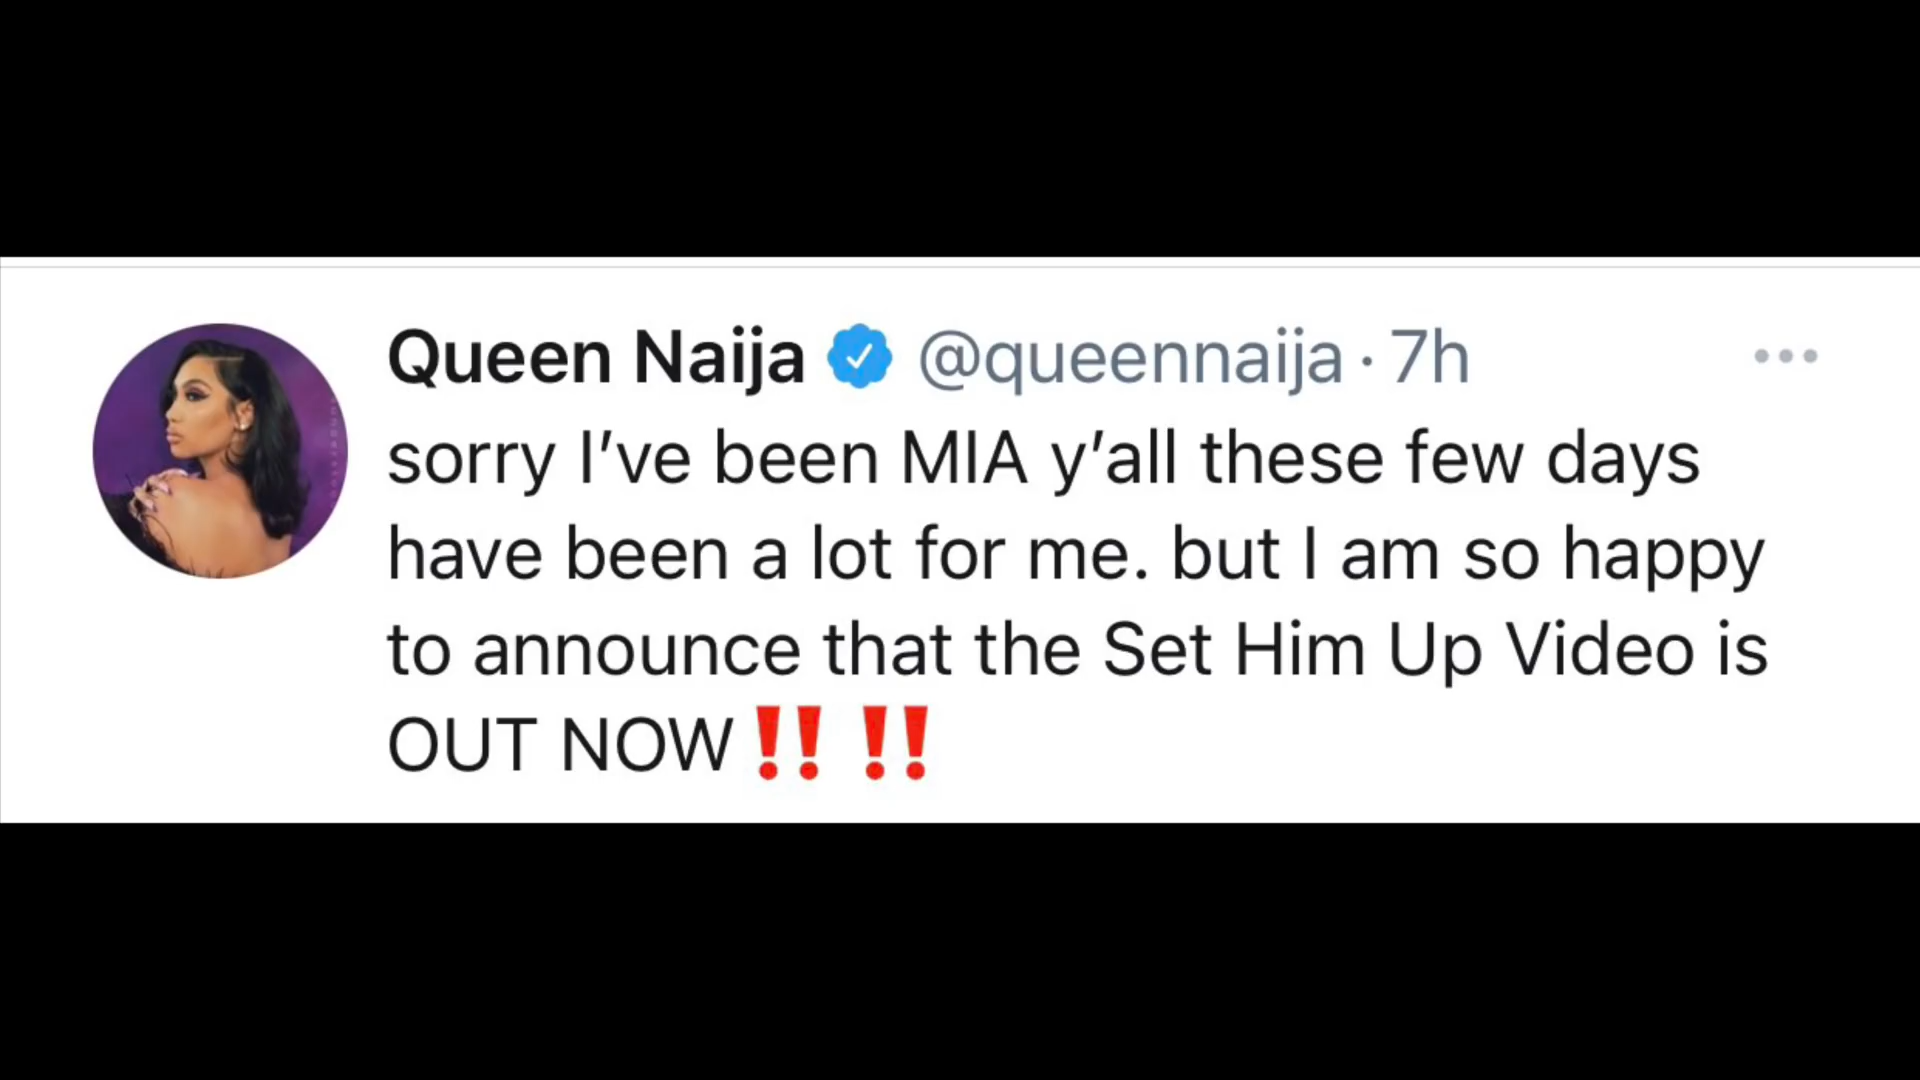 Queen Naija @queennaija · 7h
sorry I’ve been MIA y’all these few days
have been a lot for me. but I am so happy
to announce that the Set Him Up Video is
OUT NOW‼️ ‼️